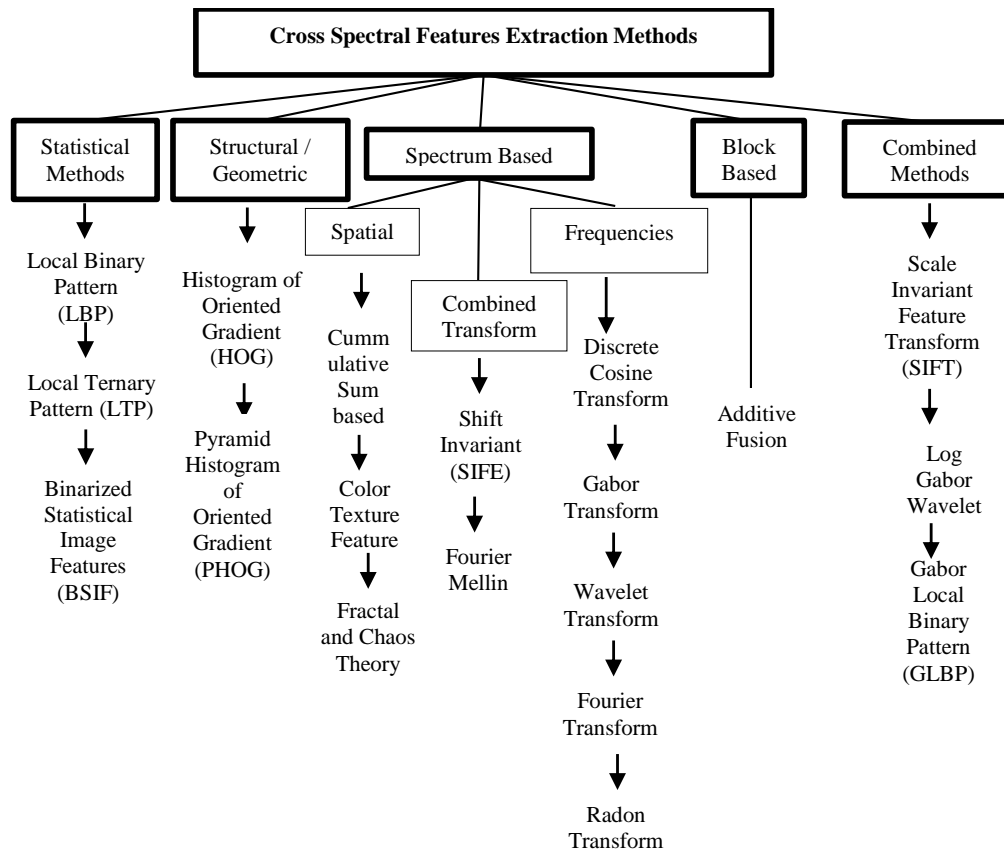 Cross Spectral Features Extraction Methods
Statistical
Methods
Structural /
Geometric
Spectrum Based
Block
Based
Combined
Methods
Local Binary
Pattern
(LBP)
Local Ternary
Pattern (LTP)
Binarized
Statistical
Image
Features
(BSIF)
Histogram of
Oriented
Gradient
(HOG)
Pyramid
Histogram
of
Oriented
Gradient
(PHOG)
Spatial
Cumm
ulative
Sum
based
Color
Texture
Feature
Fractal
and Chaos
Theory
Combined
Transform
Shift
Invariant
(SIFE)
Fourier
Mellin
Frequencies
Discrete
Cosine
Transform
Gabor
Transform
Wavelet
Transform
Fourier
Transform
Radon
Transform
Additive
Fusion
Scale
Invariant
Feature
Transform
(SIFT)
Log
Gabor
Wavelet
Gabor
Local
Binary
Pattern
(GLBP)